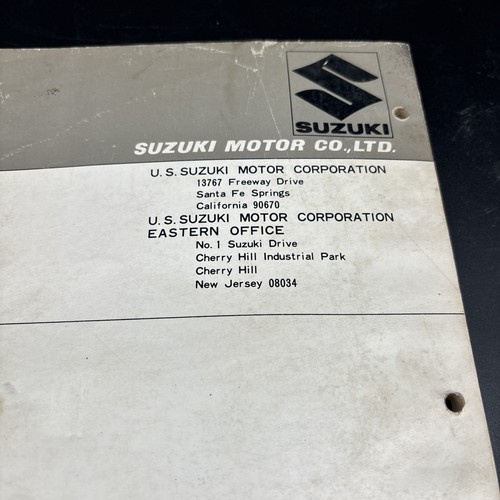 SUZUKI
SUZUKI MOTOR CO.,LTD.
U.S. SUZUKI MOTOR CORPORATION
13767 Freeway Drive
Santa Fe Springs
California 90670
U.S. SUZUKI MOTOR CORPORATION
EASTERN OFFICE
No. 1 Suzuki Drive
Cherry Hill Industrial Park
Cherry Hill
New Jersey 08034